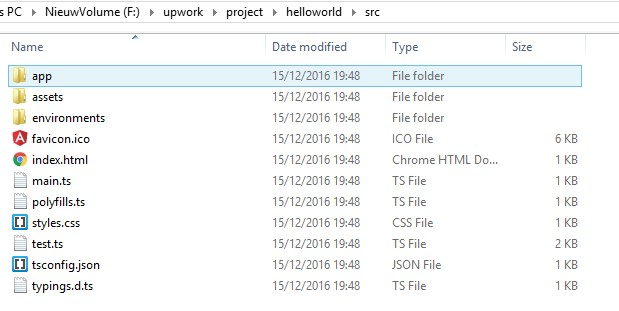 s PC NieuwVolume (F:) upwork project helloworld src
Name Date modified Type Size
app 15/12/2016 19:48 File folder
assets 15/12/2016 19:48 File folder
environments 15/12/2016 19:48 File folder
favicon.ico 15/12/2016 19:48 ICO File 6 KB
index.html 15/12/2016 19:48 Chrome HTML Do... 1 KB
main.ts 15/12/2016 19:48 TS File 1 KB
polyfills.ts 15/12/2016 19:48 TS File 1 KB
styles.css 15/12/2016 19:48 CSS File 1 KB
test.ts 15/12/2016 19:48 TS File 2 KB
tsconfig.json 15/12/2016 19:48 JSON File 1 KB
typings.d.ts 15/12/2016 19:48 TS File 1 KB